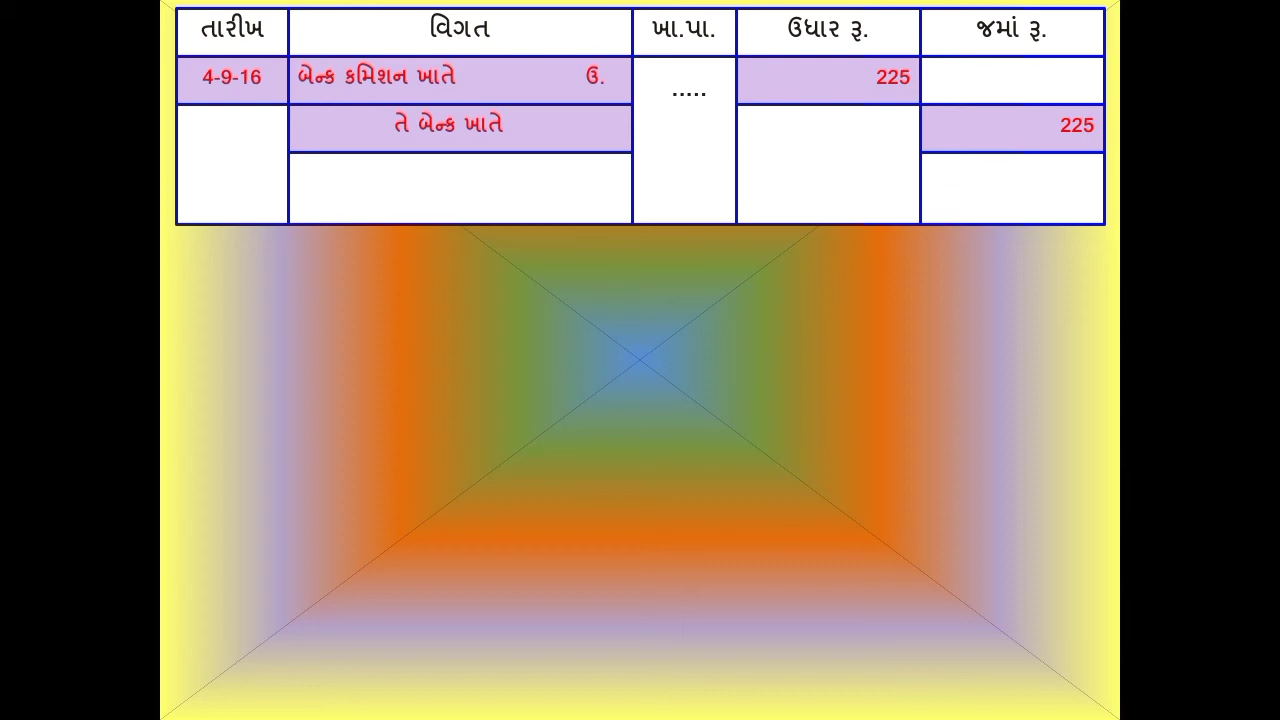 તારીખ વિગત ખા.પા. ઉધાર રૂ. જમાં રૂ.
4-9-16 બેન્ક કમિશન ખાતે ઉ. ..... 225
તે બેન્ક ખાતે 225